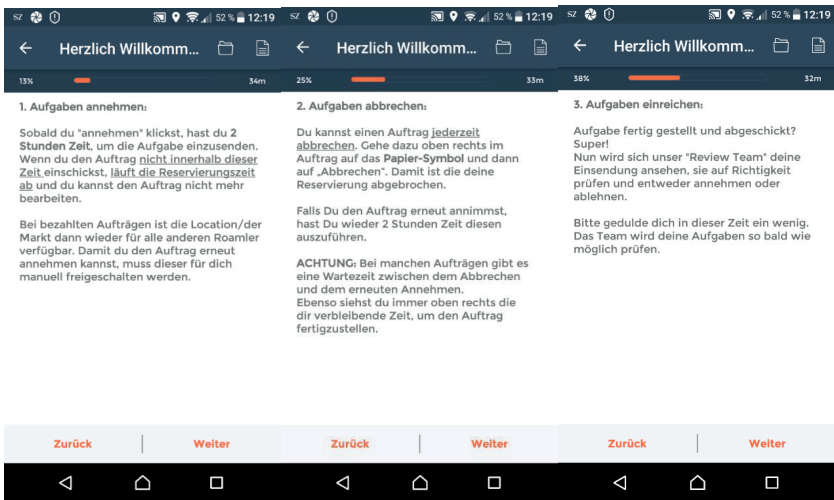 SZ 52 % 12:19
Herzlich Willkomm...
13% 34m
1. Aufgaben annehmen:
Sobald du "annehmen" klickst, hast du 2
Stunden Zeit, um die Aufgabe einzusenden.
Wenn du den Auftrag nicht innerhalb dieser
Zeit einschickst, läuft die Reservierungszeit
ab und du kannst den Auftrag nicht mehr
bearbeiten.
Bei bezahlten Aufträgen ist die Location/der
Markt dann wieder für alle anderen Roamler
verfügbar. Damit du den Auftrag erneut
annehmen kannst, muss dieser für dich
manuell freigeschalten werden.
Zurück Weiter
SZ 52 % 12:19
Herzlich Willkomm...
25% 33m
2. Aufgaben abbrechen:
Du kannst einen Auftrag jederzeit
abbrechen. Gehe dazu oben rechts im
Auftrag auf das Papier-Symbol und dann
auf „Abbrechen". Damit ist die deine
Reservierung abgebrochen.
Falls Du den Auftrag erneut annimmst,
hast Du wieder 2 Stunden Zeit diesen
auszuführen.
ACHTUNG: Bei manchen Aufträgen gibt es
eine Wartezeit zwischen dem Abbrechen
und dem erneuten Annehmen.
Ebenso siehst du immer oben rechts die
dir verbleibende Zeit, um den Auftrag
fertigzustellen.
Zurück Weiter
SZ 52 % 12:19
Herzlich Willkomm...
38% 32m
3. Aufgaben einreichen:
Aufgabe fertig gestellt und abgeschickt?
Super!
Nun wird sich unser "Review Team" deine
Einsendung ansehen, sie auf Richtigkeit
prüfen und entweder annehmen oder
ablehnen.
Bitte gedulde dich in dieser Zeit ein wenig.
Das Team wird deine Aufgaben so bald wie
möglich prüfen.
Zurück Weiter